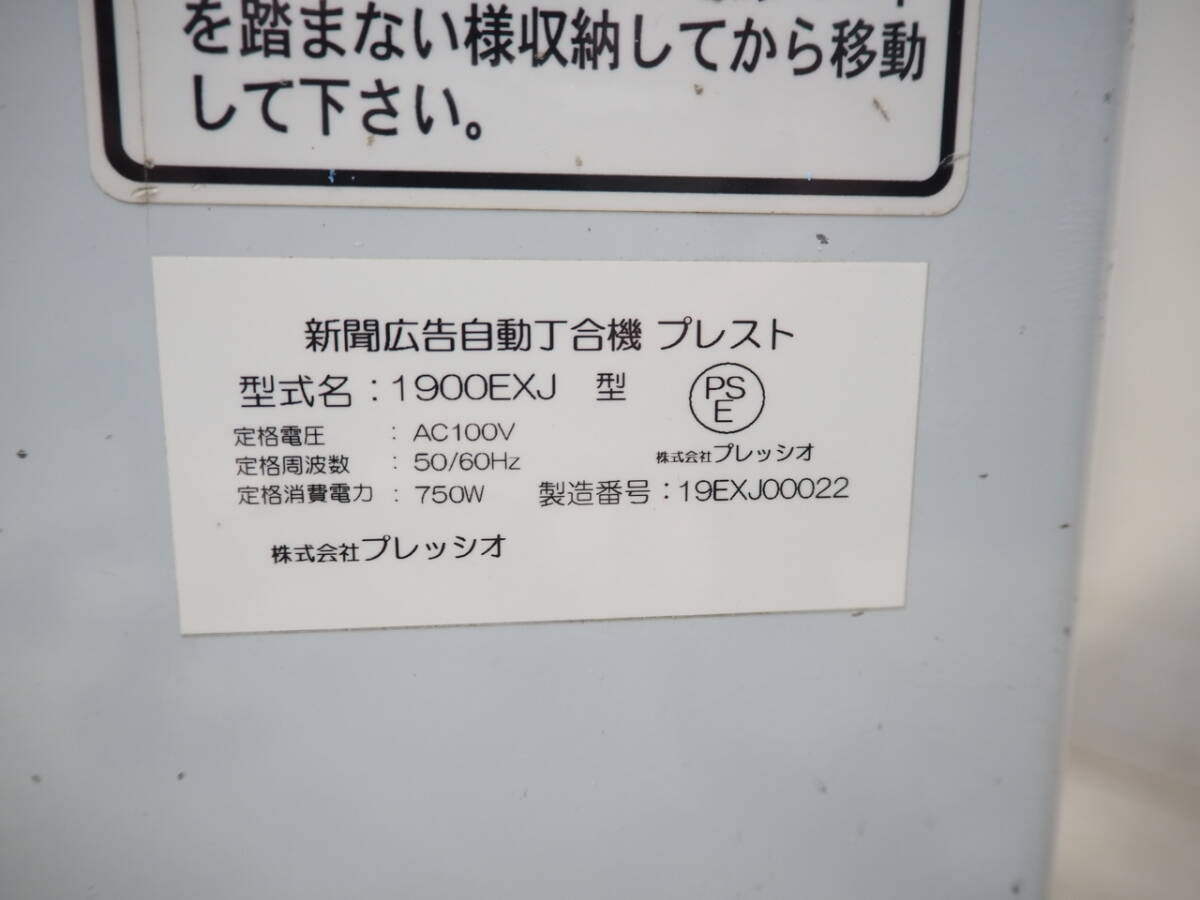 を踏まない様収納してから移動
して下さい。
新聞広告自動丁合機 プレスト
型式名：1900EXJ 型
PS
E
定格電圧 ： AC100V
定格周波数 ： 50/60Hz
株式会社プレッシオ
定格消費電力 ： 750W 製造番号：19EXJ00022
株式会社プレッシオ